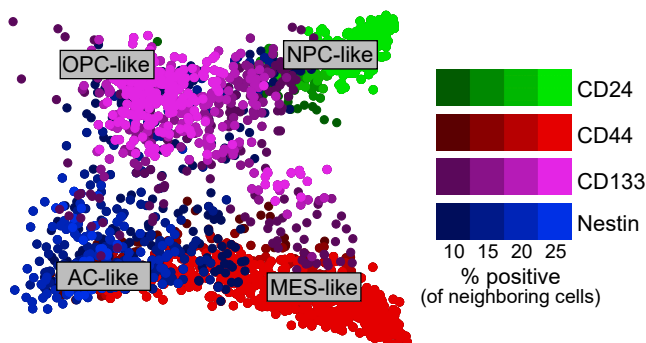 OPC-like
NPC-like
AC-like
MES-like
CD24
CD44
CD133
Nestin
10 15 20 25
% positive
(of neighboring cells)